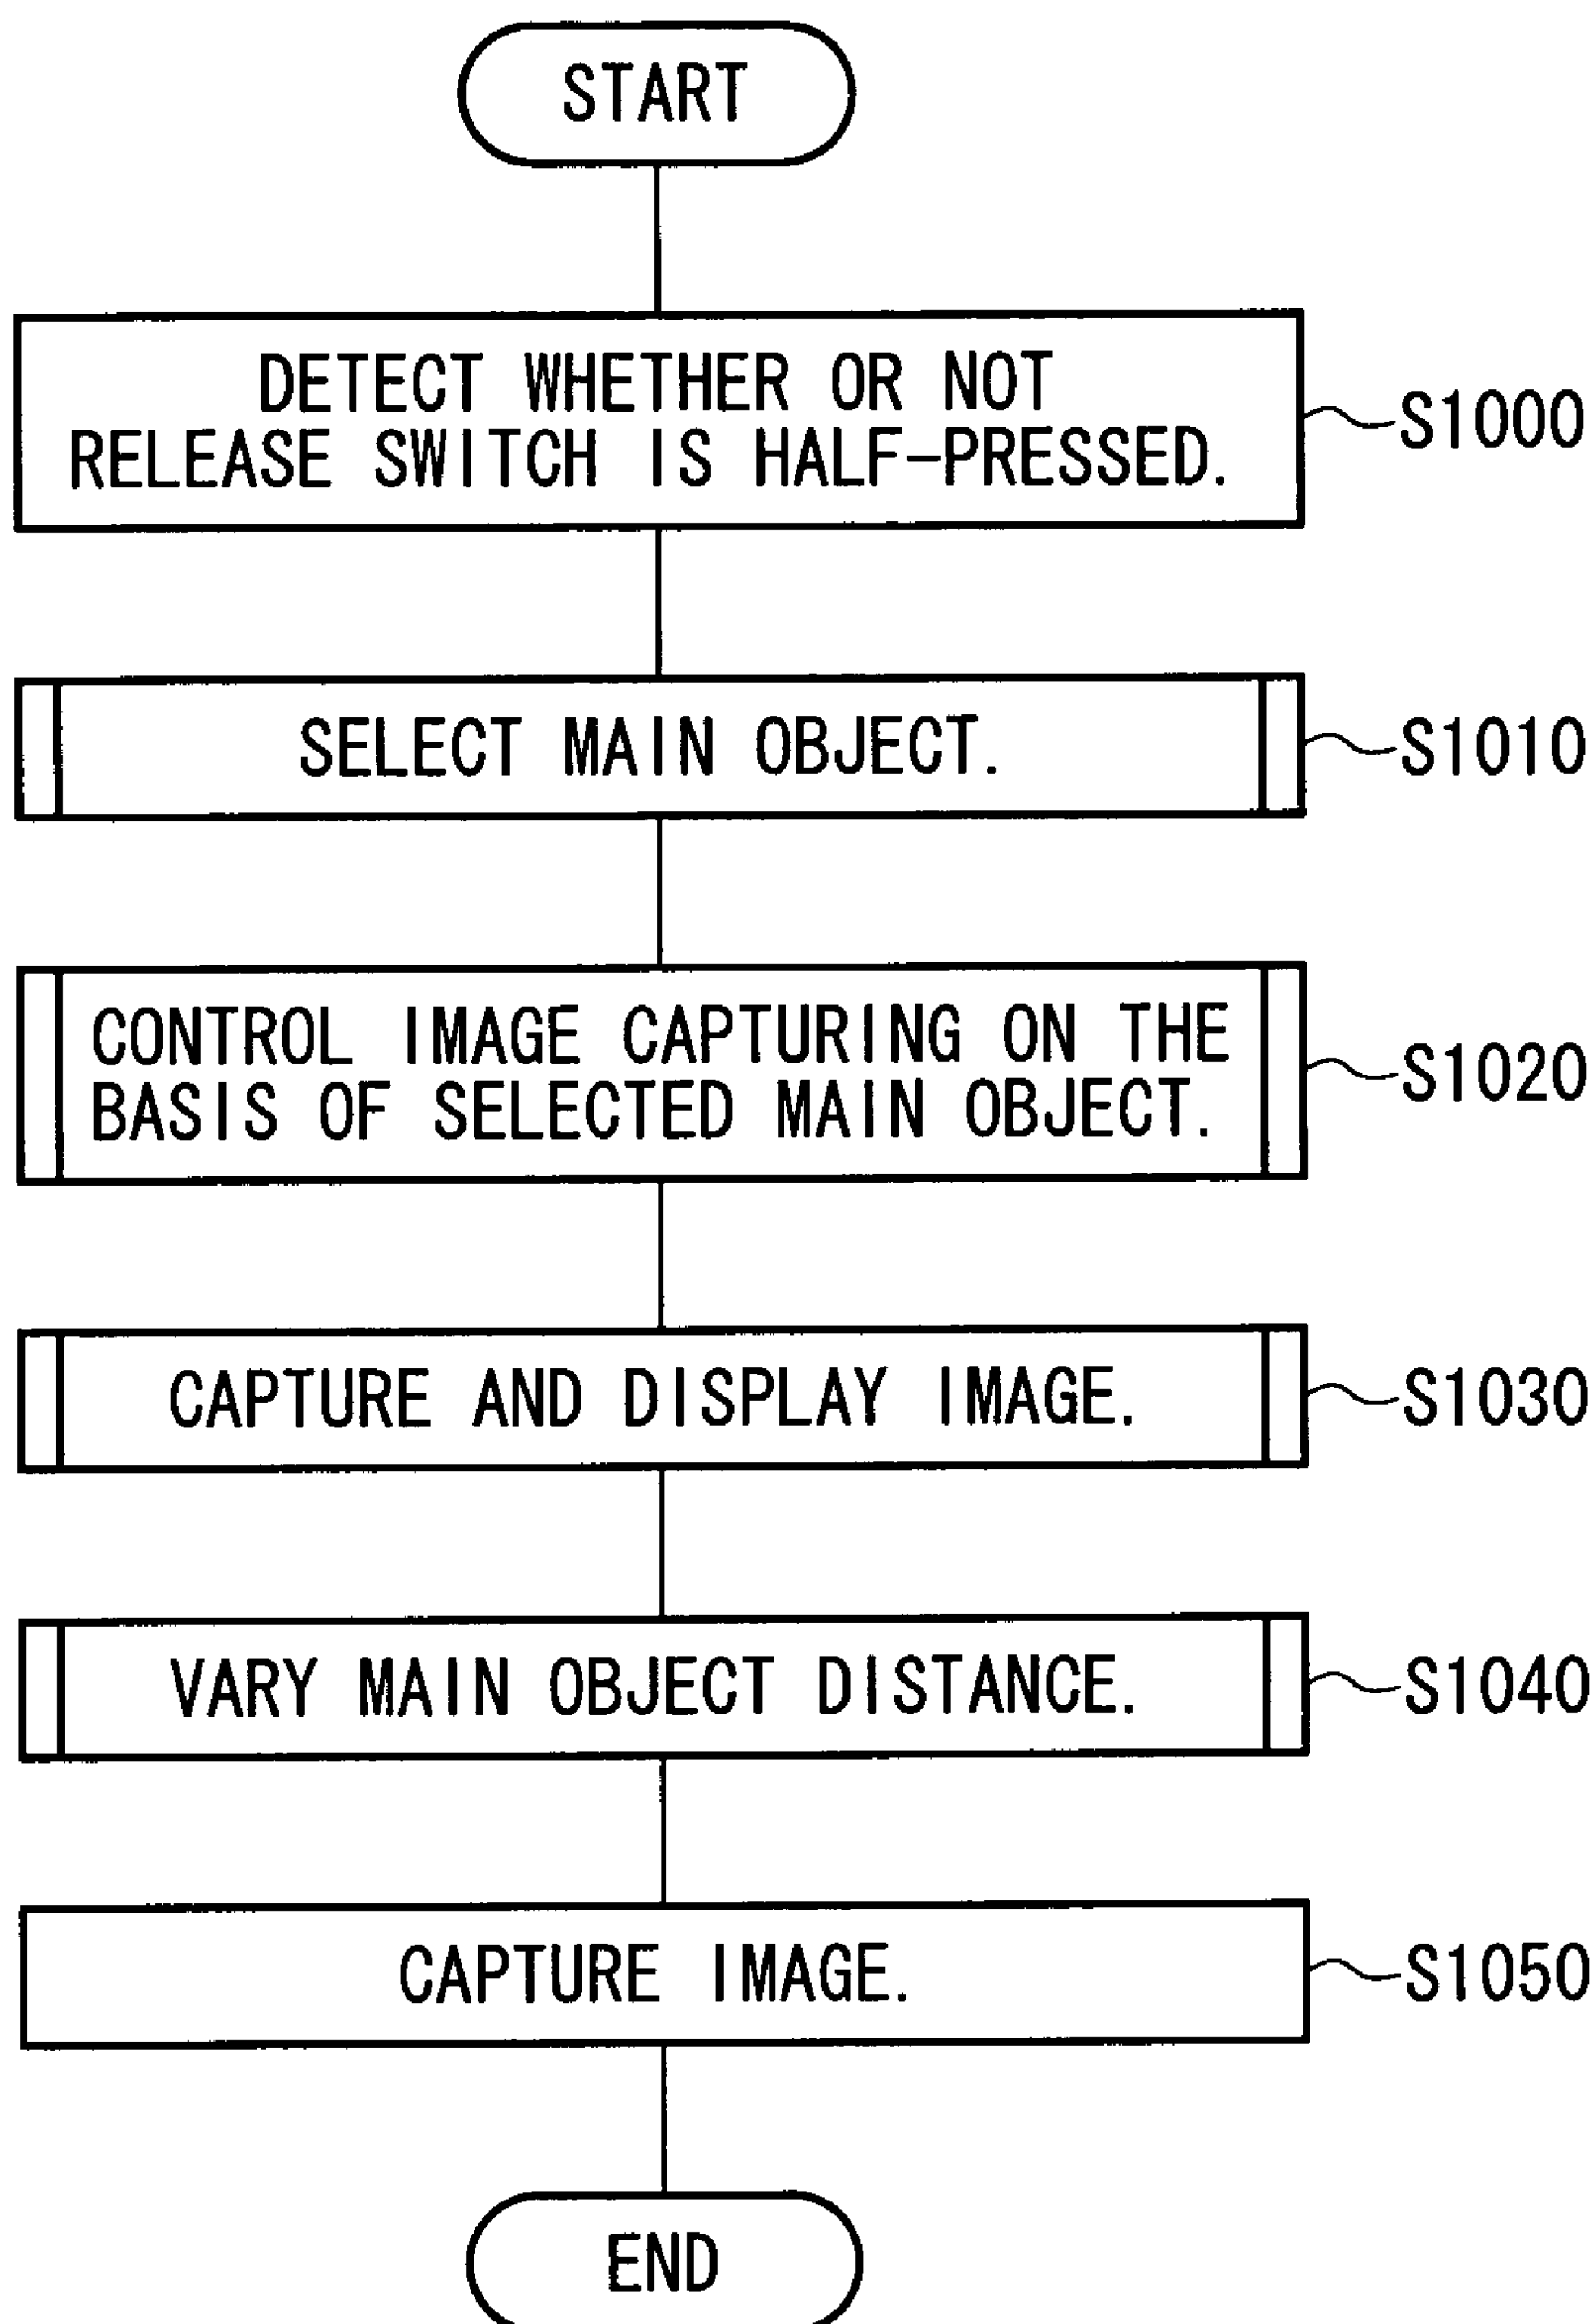 START
DETECT WHETHER OR NOT
RELEASE SWITCH IS HALF-PRESSED.
S1000
SELECT MAIN OBJECT.
S1010
CONTROL IMAGE CAPTURING ON THE
BASIS OF SELECTED MAIN OBJECT.
S1020
CAPTURE AND DISPLAY IMAGE.
S1030
VARY MAIN OBJECT DISTANCE.
S1040
CAPTURE IMAGE.
S1050
END